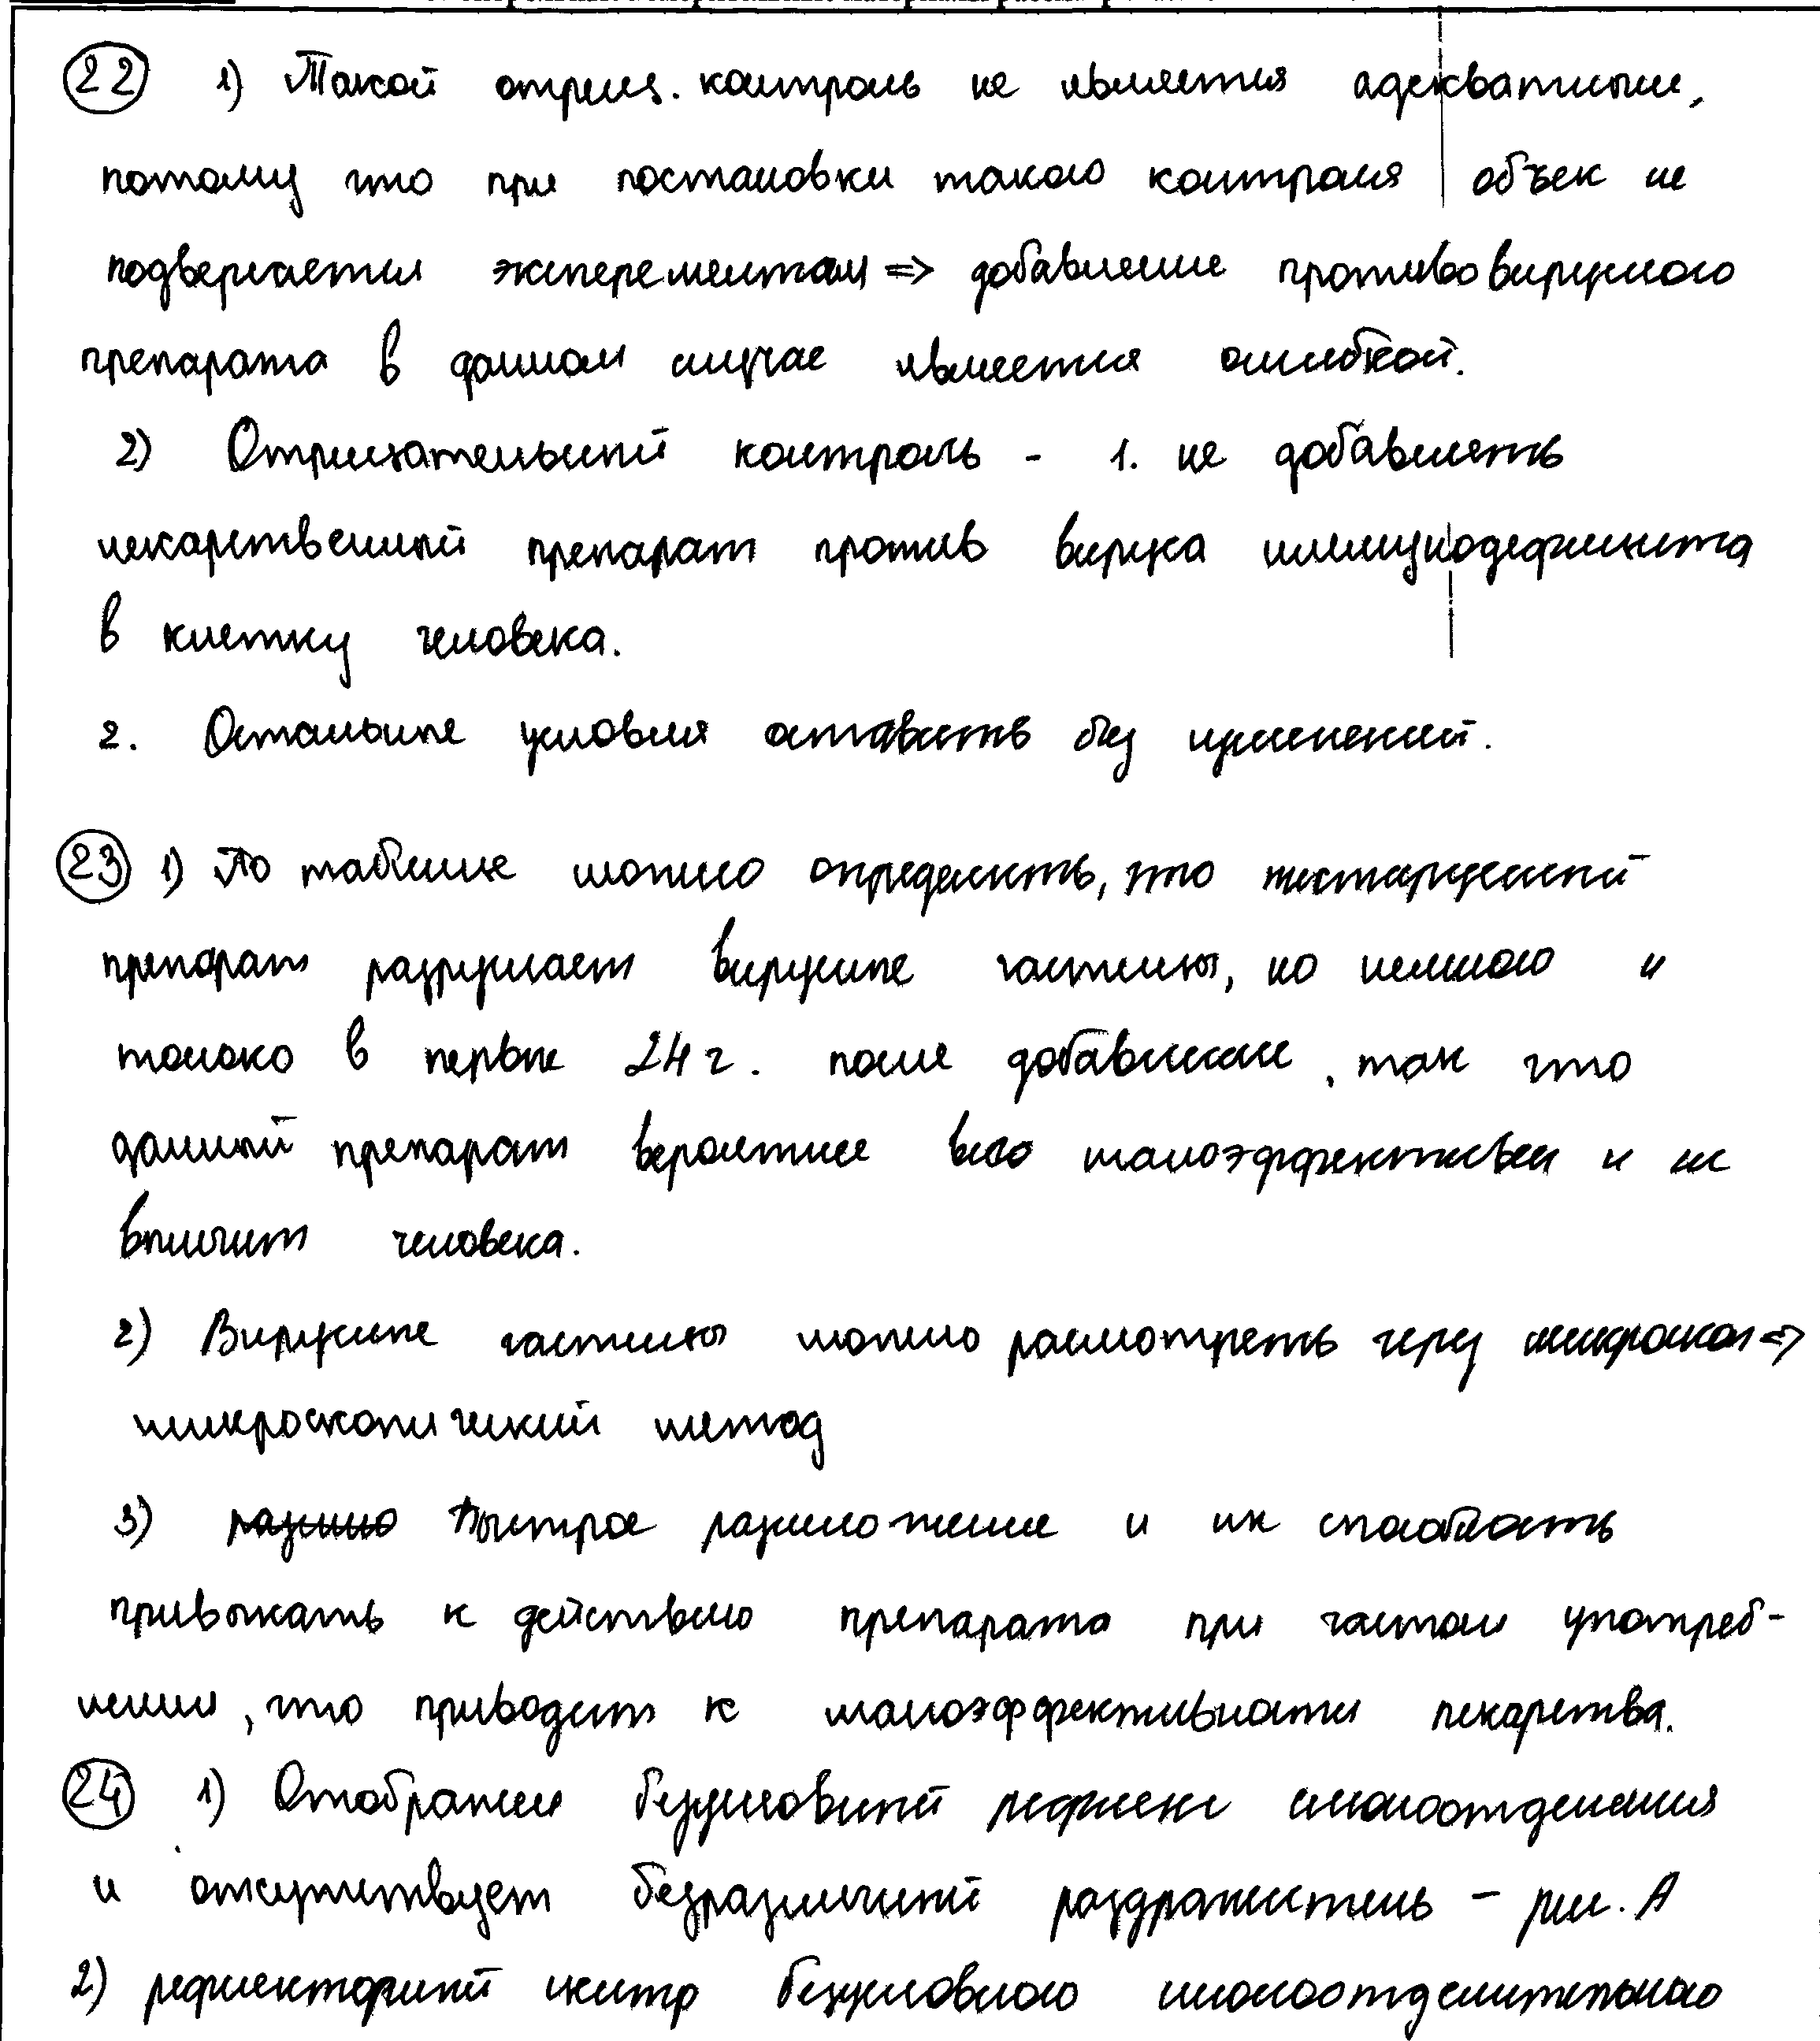 22 1) Такой отриц. контроль не является адекватным,
потому что при постановки такого контроля объек не
подвергается эксперементам => добавление противовирусного
препарата в данном случае является ошибкой.
2) Отрицательный контроль - 1. не добавлять
лекарственный препарат против вируса иммунодефицита
в клетку человека.
2. Остальные условия оставить без изменений.
23 1) По таблице можно определить, что тестируемый
препарат разрушает вирусные частицы, но немного и
только в первые 24 ч. после добавления, так что
данный препарат вероятнее всего малоэффективен и не
вылечит человека.
2) Вирусные частицы можно рассмотреть через микроскоп =>
микроскопический метод
3) быстрое размножение и их способность
привыкать к действию препарата при частом употреб-
лении, что приводит к малоэффективности лекарства.
24 1) Отображен безусловный рефлекс слюноотделения
и отсутствует безразличный раздражитель - рис. А
2) рефлекторный центр безусловного слюноотделительного